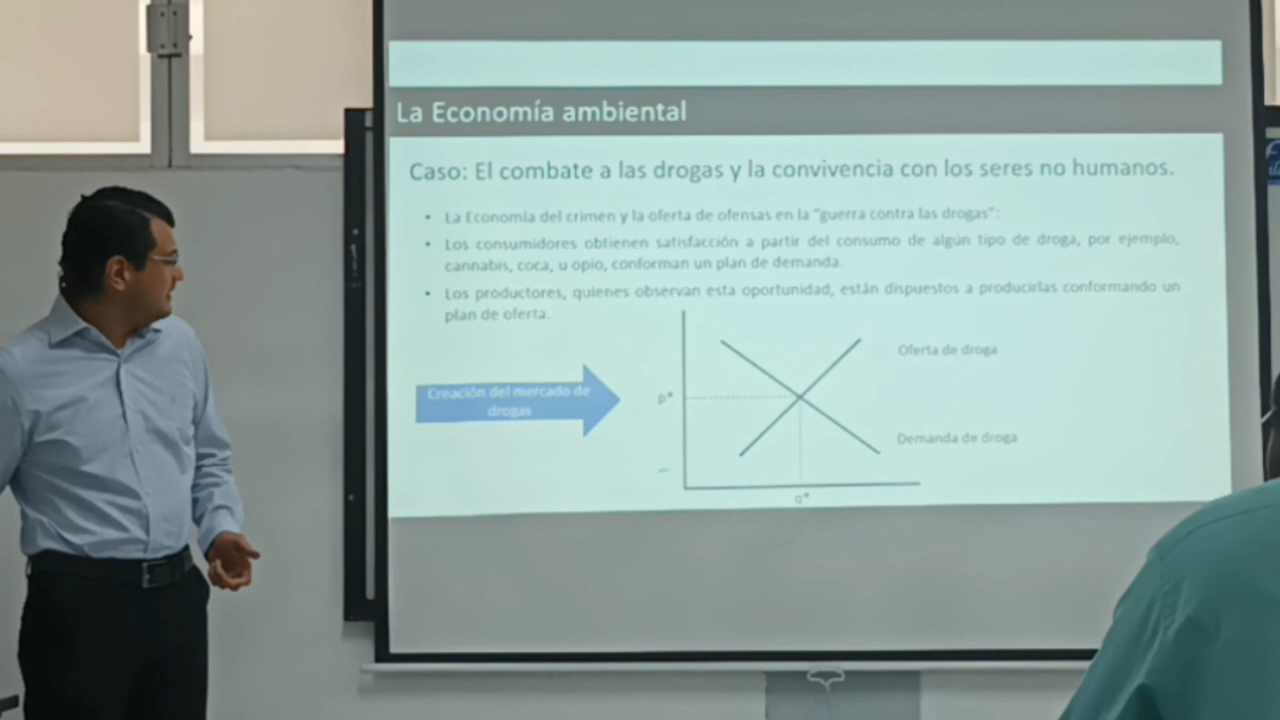 La Economía ambiental
Caso: El combate a las drogas y la convivencia con los seres no humanos.
• La Economía del crimen y la oferta de ofensas en la "guerra contra las drogas":
• Los consumidores obtienen satisfacción a partir del consumo de algún tipo de droga, por ejemplo,
cannabis, coca, u opio, conforman un plan de demanda.
• Los productores, quienes observan esta oportunidad, están dispuestos a producirlas conformando un
plan de oferta.
Oferta de droga
Creación del mercado de
drogas
p*
Demanda de droga
q*